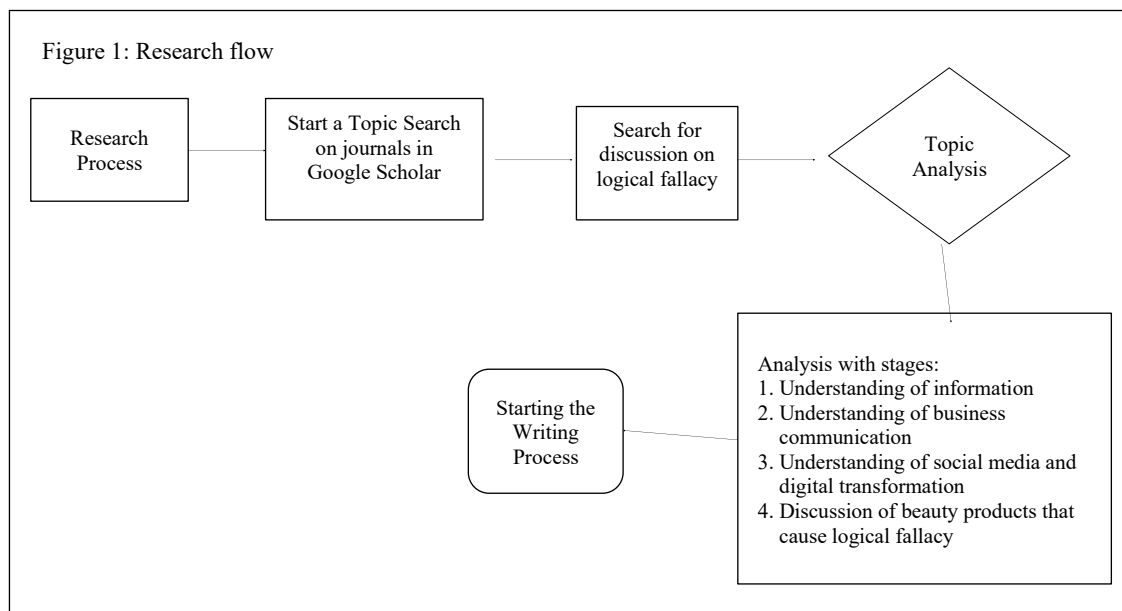 Figure 1: Research flow
Research
Process
Start a Topic Search
on journals in
Google Scholar
Search for
discussion on
logical fallacy
Topic
Analysis
Analysis with stages:
1. Understanding of information
2. Understanding of business
communication
3. Understanding of social media and
digital transformation
4. Discussion of beauty products that
cause logical fallacy
Starting the
Writing
Process